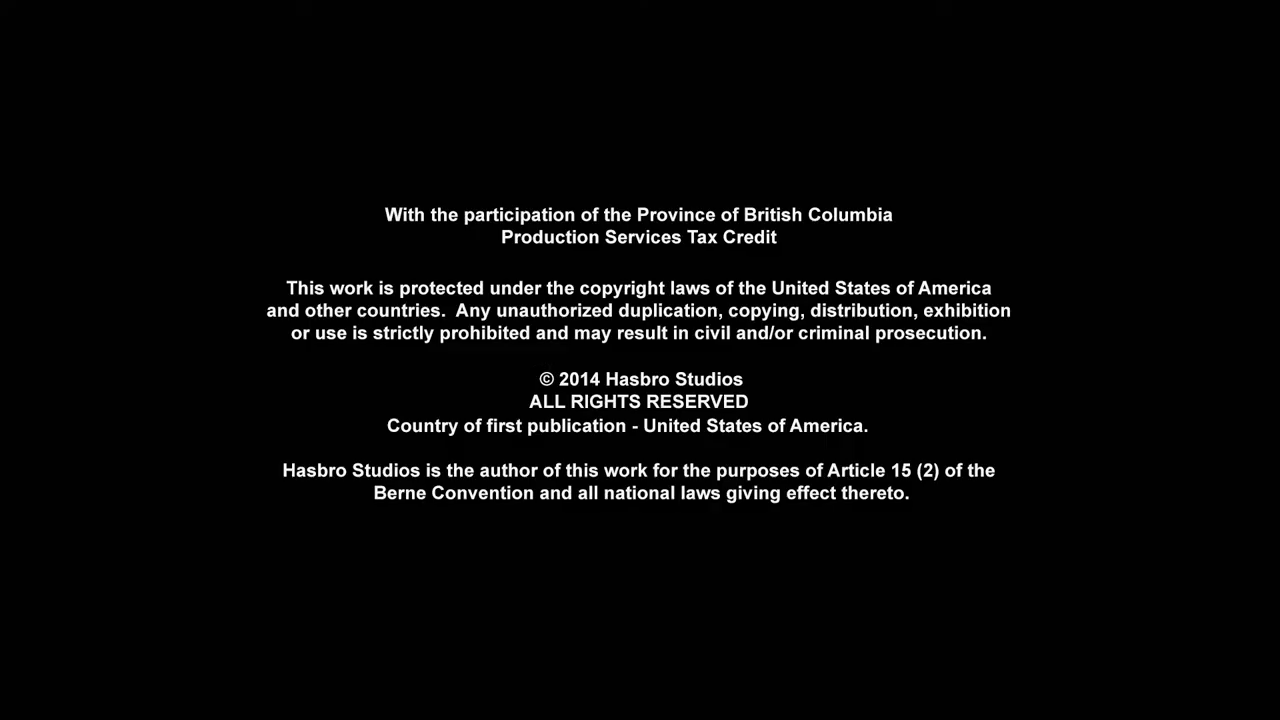 With the participation of the Province of British Columbia
Production Services Tax Credit
This work is protected under the copyright laws of the United States of America
and other countries.  Any unauthorized duplication, copying, distribution, exhibition
or use is strictly prohibited and may result in civil and/or criminal prosecution.
© 2014 Hasbro Studios
ALL RIGHTS RESERVED
Country of first publication - United States of America.
Hasbro Studios is the author of this work for the purposes of Article 15 (2) of the
Berne Convention and all national laws giving effect thereto.